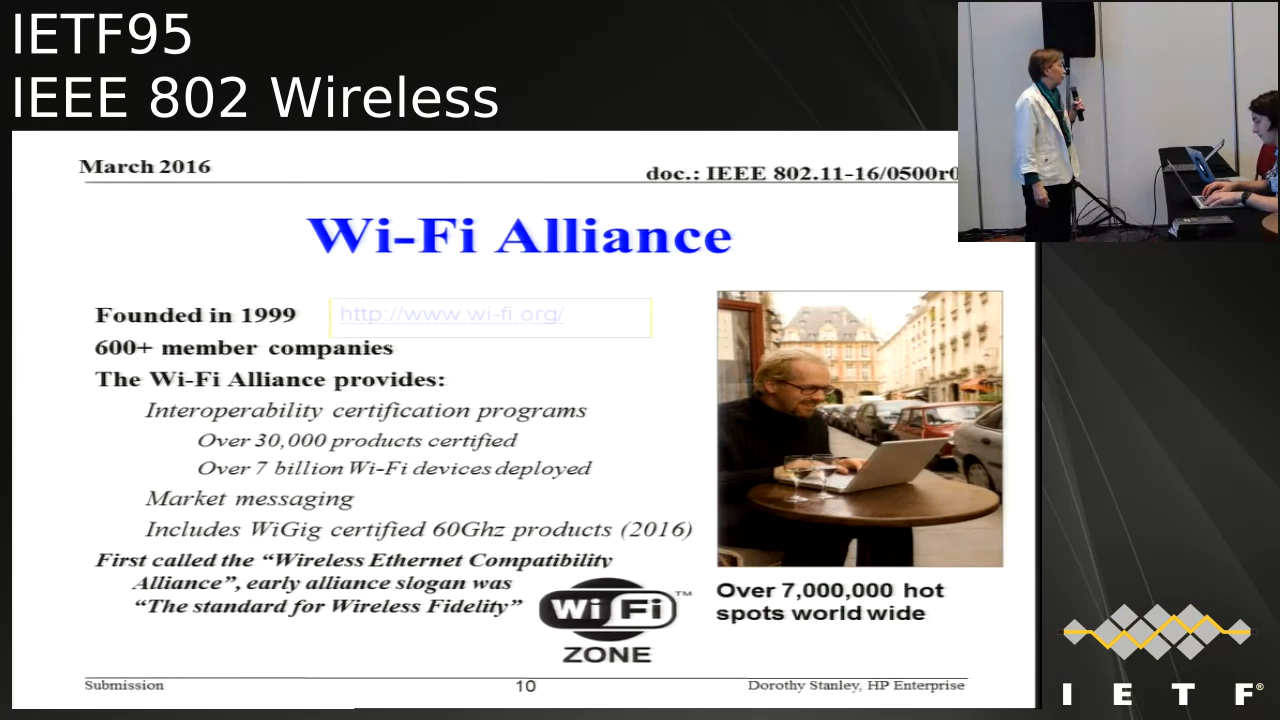 IETF95
IEEE 802 Wireless
March 2016
doc.: IEEE 802.11-16/0500r0
Wi-Fi Alliance
Founded in 1999
http://www.wi-fi.org/
600+ member companies
The Wi-Fi Alliance provides:
Interoperability certification programs
Over 30,000 products certified
Over 7 billion Wi-Fi devices deployed
Market messaging
Includes WiGig certified 60Ghz products (2016)
First called the “Wireless Ethernet Compatibility
Alliance”, early alliance slogan was
“The standard for Wireless Fidelity”
Wi Fi ™
ZONE
Over 7,000,000 hot
spots world wide
Submission
10
Dorothy Stanley, HP Enterprise
I E T F®